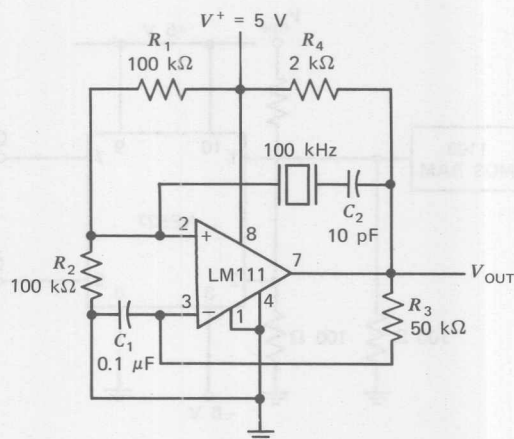 V⁺ = 5 V
R₁
100 kΩ
R₄
2 kΩ
100 kHz
C₂
10 pF
2
+
8
7
LM111
R₂
100 kΩ
3
−
1
4
V_OUT
R₃
50 kΩ
C₁
0.1 μF